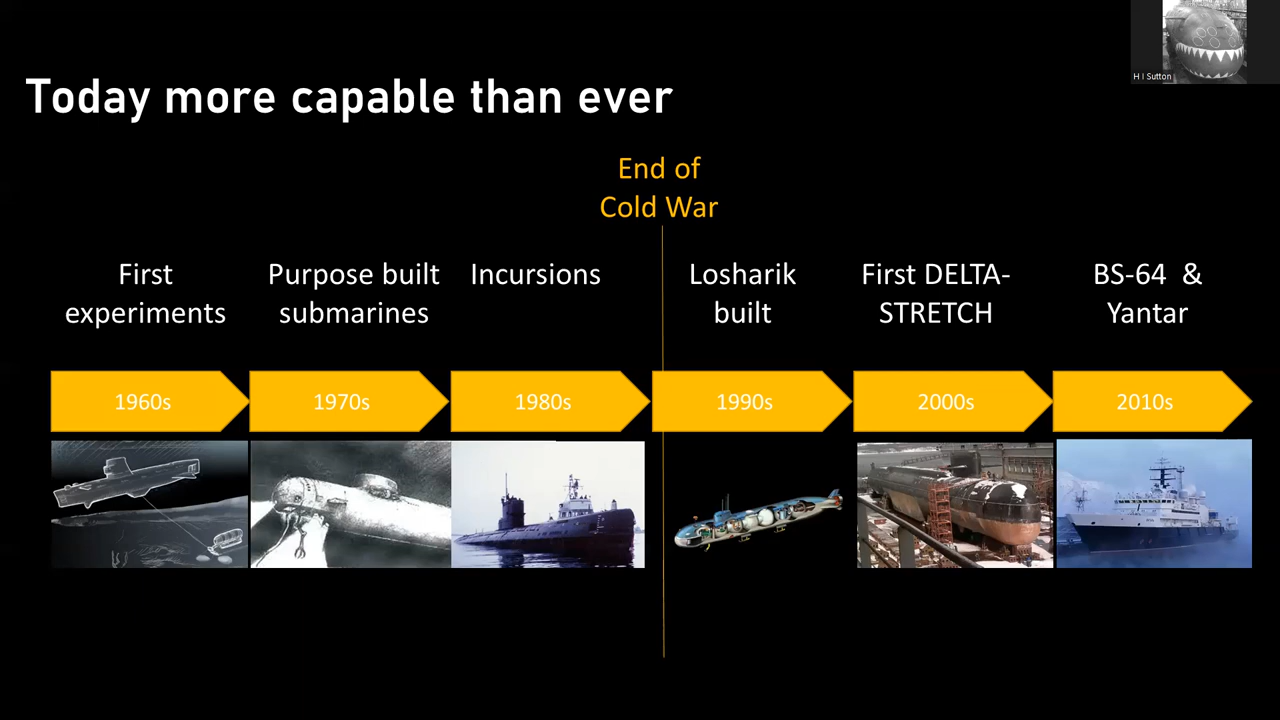 H I Sutton
Today more capable than ever
End of
Cold War
First
experiments
Purpose built
submarines
Incursions
Losharik
built
First DELTA-
STRETCH
BS-64 &
Yantar
1960s
1970s
1980s
1990s
2000s
2010s